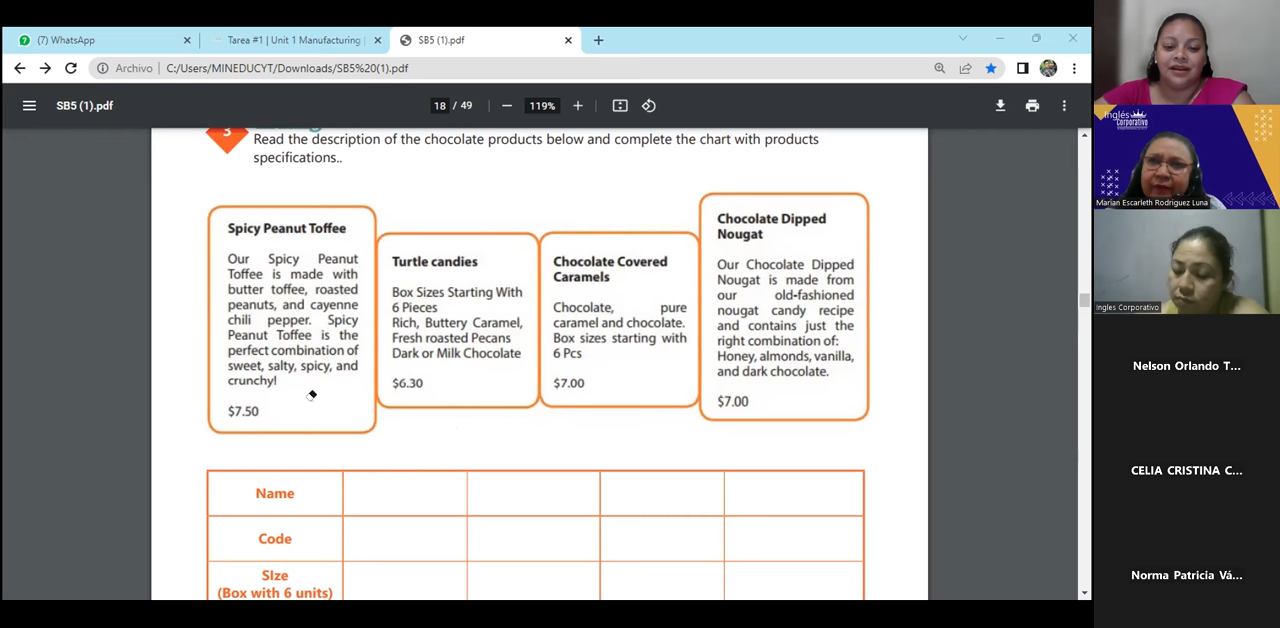 (7) WhatsApp
Tarea #1 | Unit 1 Manufacturing |
SB5 (1).pdf
Archivo
C:/Users/MINEDUCYT/Downloads/SB5%20(1).pdf
SB5 (1).pdf
18 / 49
119%
3
Read the description of the chocolate products below and complete the chart with products
specifications..
Spicy Peanut Toffee
Our Spicy Peanut
Toffee is made with
butter toffee, roasted
peanuts, and cayenne
chili pepper. Spicy
Peanut Toffee is the
perfect combination of
sweet, salty, spicy, and
crunchy!
$7.50
Turtle candies
Box Sizes Starting With
6 Pieces
Rich, Buttery Caramel,
Fresh roasted Pecans
Dark or Milk Chocolate
$6.30
Chocolate Covered
Caramels
Chocolate, pure
caramel and chocolate.
Box sizes starting with
6 Pcs
$7.00
Chocolate Dipped
Nougat
Our Chocolate Dipped
Nougat is made from
our old-fashioned
nougat candy recipe
and contains just the
right combination of:
Honey, almonds, vanilla,
and dark chocolate.
$7.00
Name
Code
SIze
(Box with 6 units)
Inglés
Corporativo
Marian Escarleth Rodriguez Luna
Ingles Corporativo
Nelson Orlando T...
CELIA CRISTINA C...
Norma Patricia Vá...